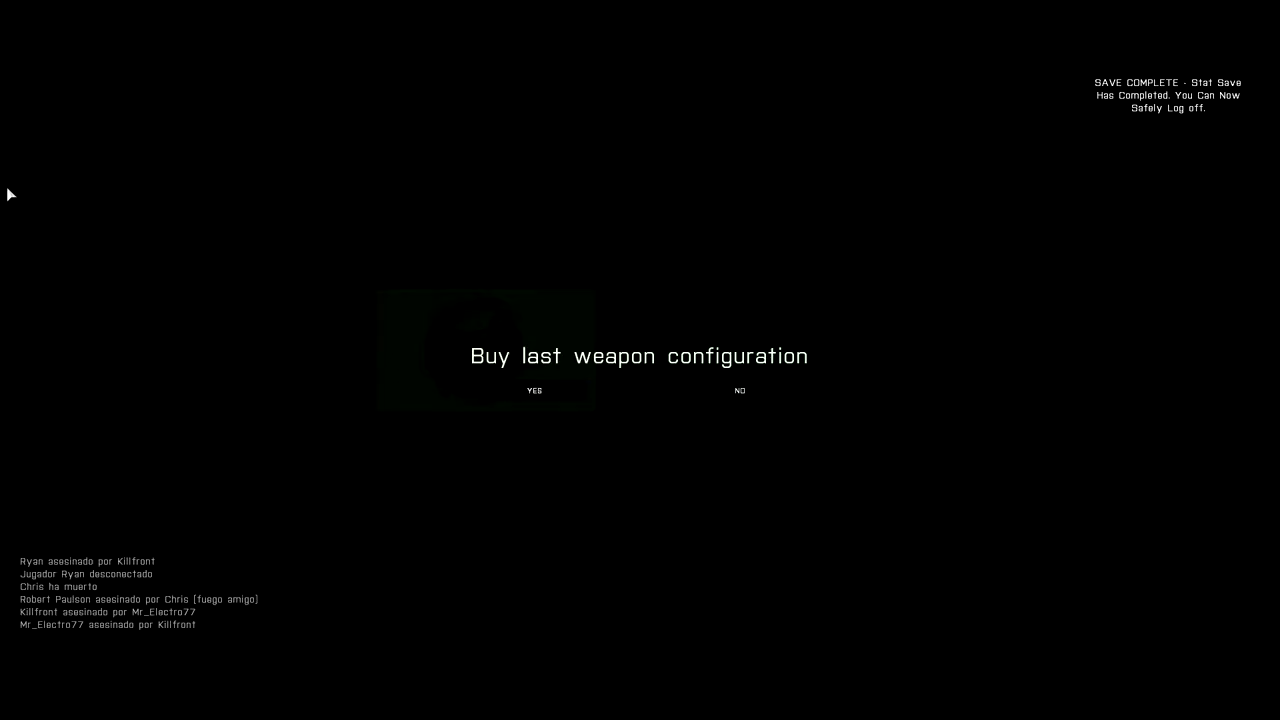 SAVE COMPLETE - Stat Save
Has Completed. You Can Now
Safely Log off.
Buy last weapon configuration
YES
NO
Ryan asesinado por Killfront
Jugador Ryan desconectado
Chris ha muerto
Robert Paulson asesinado por Chris (fuego amigo)
Killfront asesinado por Mr_Electro77
Mr_Electro77 asesinado por Killfront